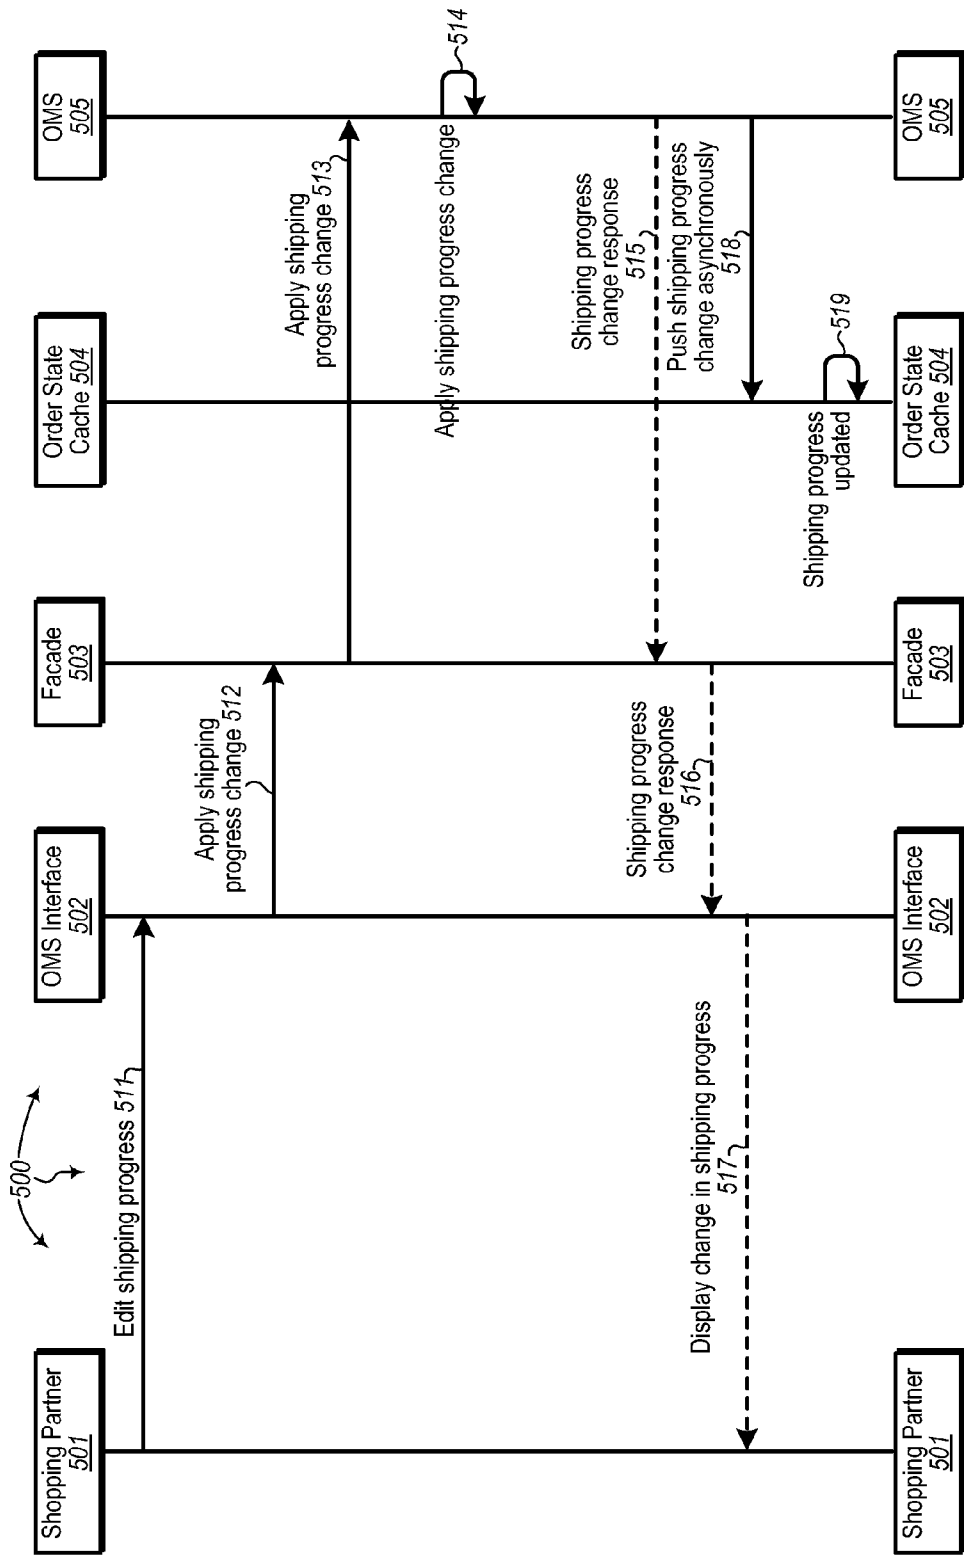 500
Shopping Partner
501
OMS Interface
502
Facade
503
Order State
Cache 504
OMS
505
Edit shipping progress 511
Apply shipping
progress change 512
Apply shipping
progress change 513
Apply shipping progress change
514
Shipping progress
change response
515
Shipping progress
change response
516
Display change in shipping progress
517
Push shipping progress
change asynchronously
518
Shipping progress
updated
519
Shopping Partner
501
OMS Interface
502
Facade
503
Order State
Cache 504
OMS
505